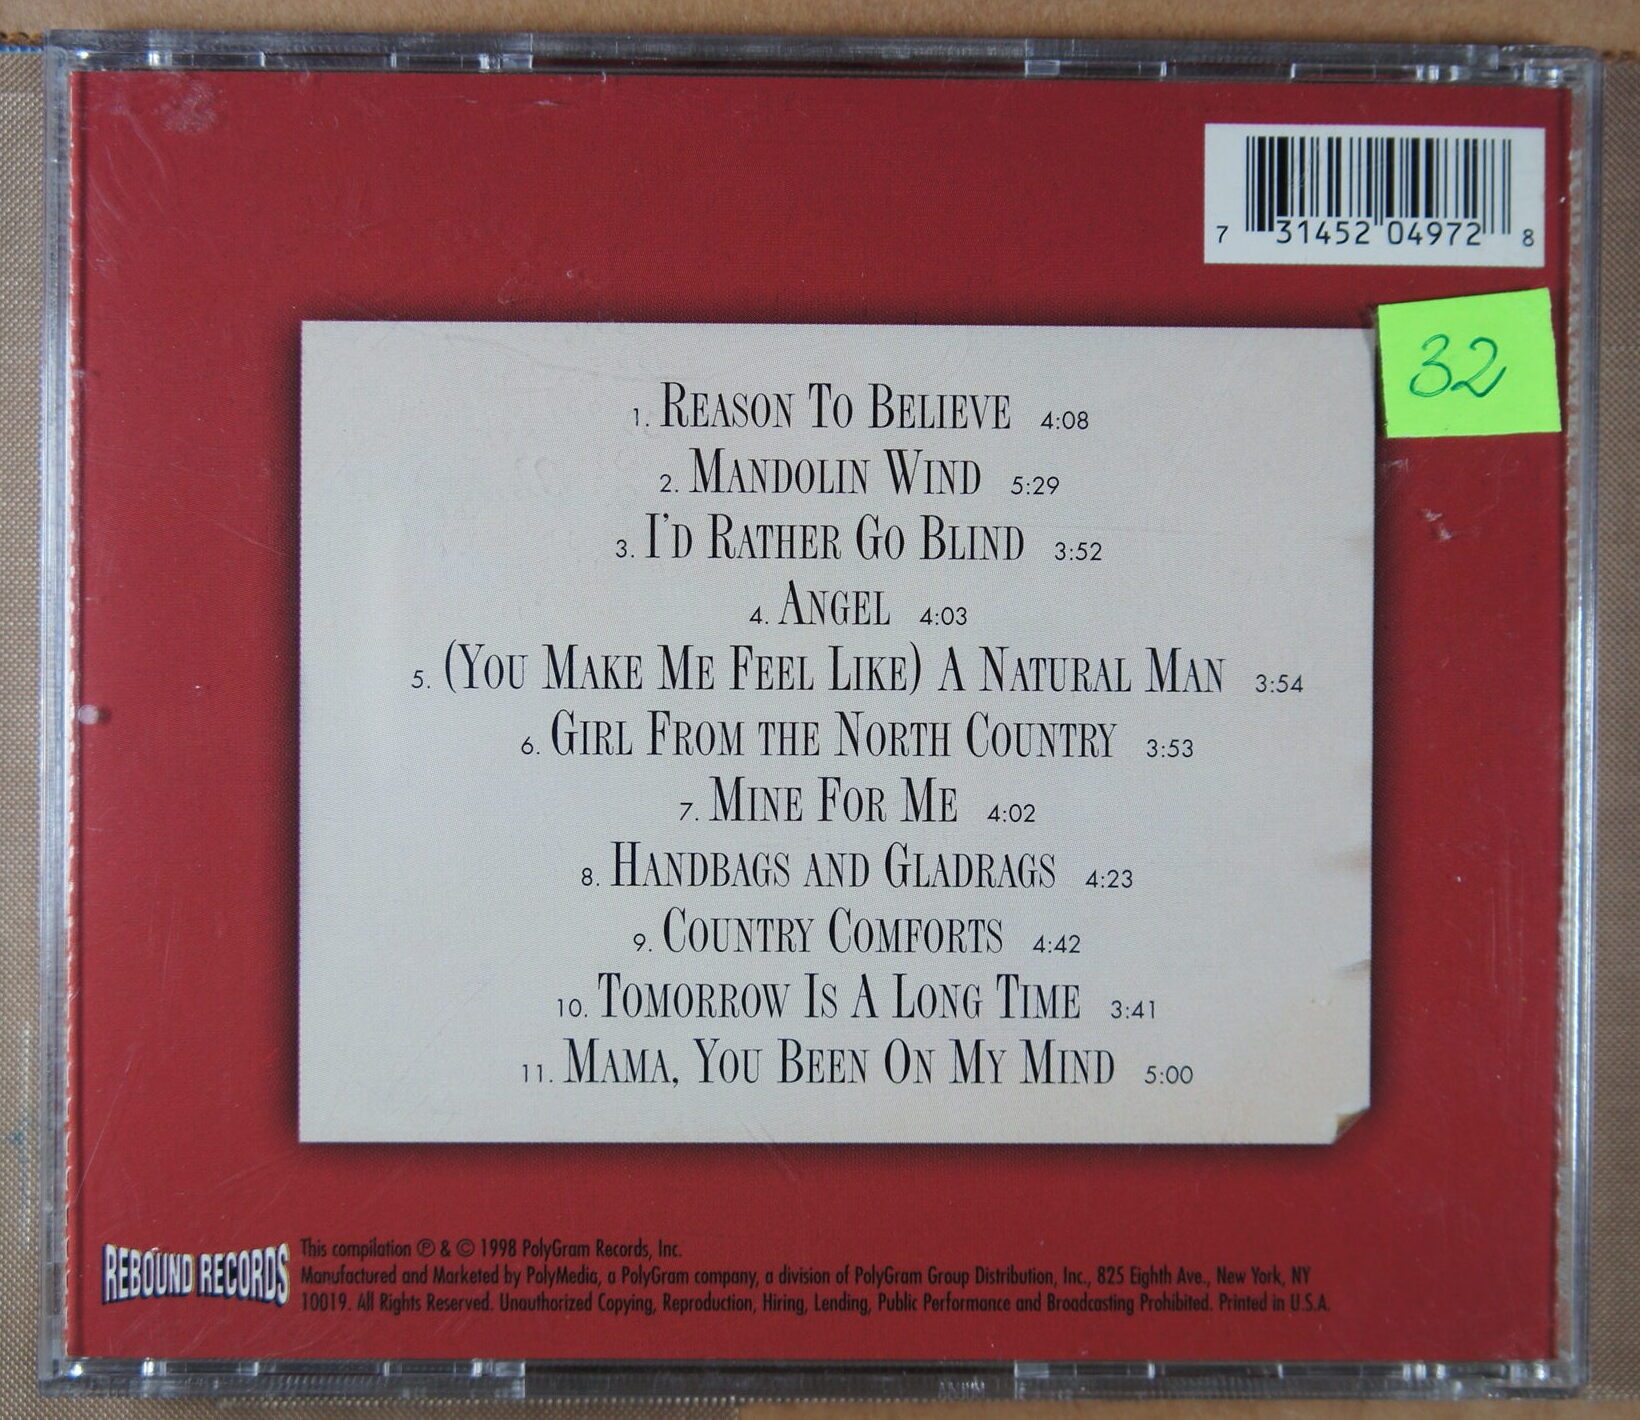 7 31452 04972 8
32
1. REASON TO BELIEVE 4:08
2. MANDOLIN WIND 5:29
3. I'D RATHER GO BLIND 3:52
4. ANGEL 4:03
5. (YOU MAKE ME FEEL LIKE) A NATURAL MAN 3:54
6. GIRL FROM THE NORTH COUNTRY 3:53
7. MINE FOR ME 4:02
8. HANDBAGS AND GLADRAGS 4:23
9. COUNTRY COMFORTS 4:42
10. TOMORROW IS A LONG TIME 3:41
11. MAMA, YOU BEEN ON MY MIND 5:00
REBOUND RECORDS
This compilation ℗ & © 1998 PolyGram Records, Inc.
Manufactured and Marketed by PolyMedia, a PolyGram company, a division of PolyGram Group Distribution, Inc., 825 Eighth Ave., New York, NY
10019. All Rights Reserved. Unauthorized Copying, Reproduction, Hiring, Lending, Public Performance and Broadcasting Prohibited. Printed in U.S.A.